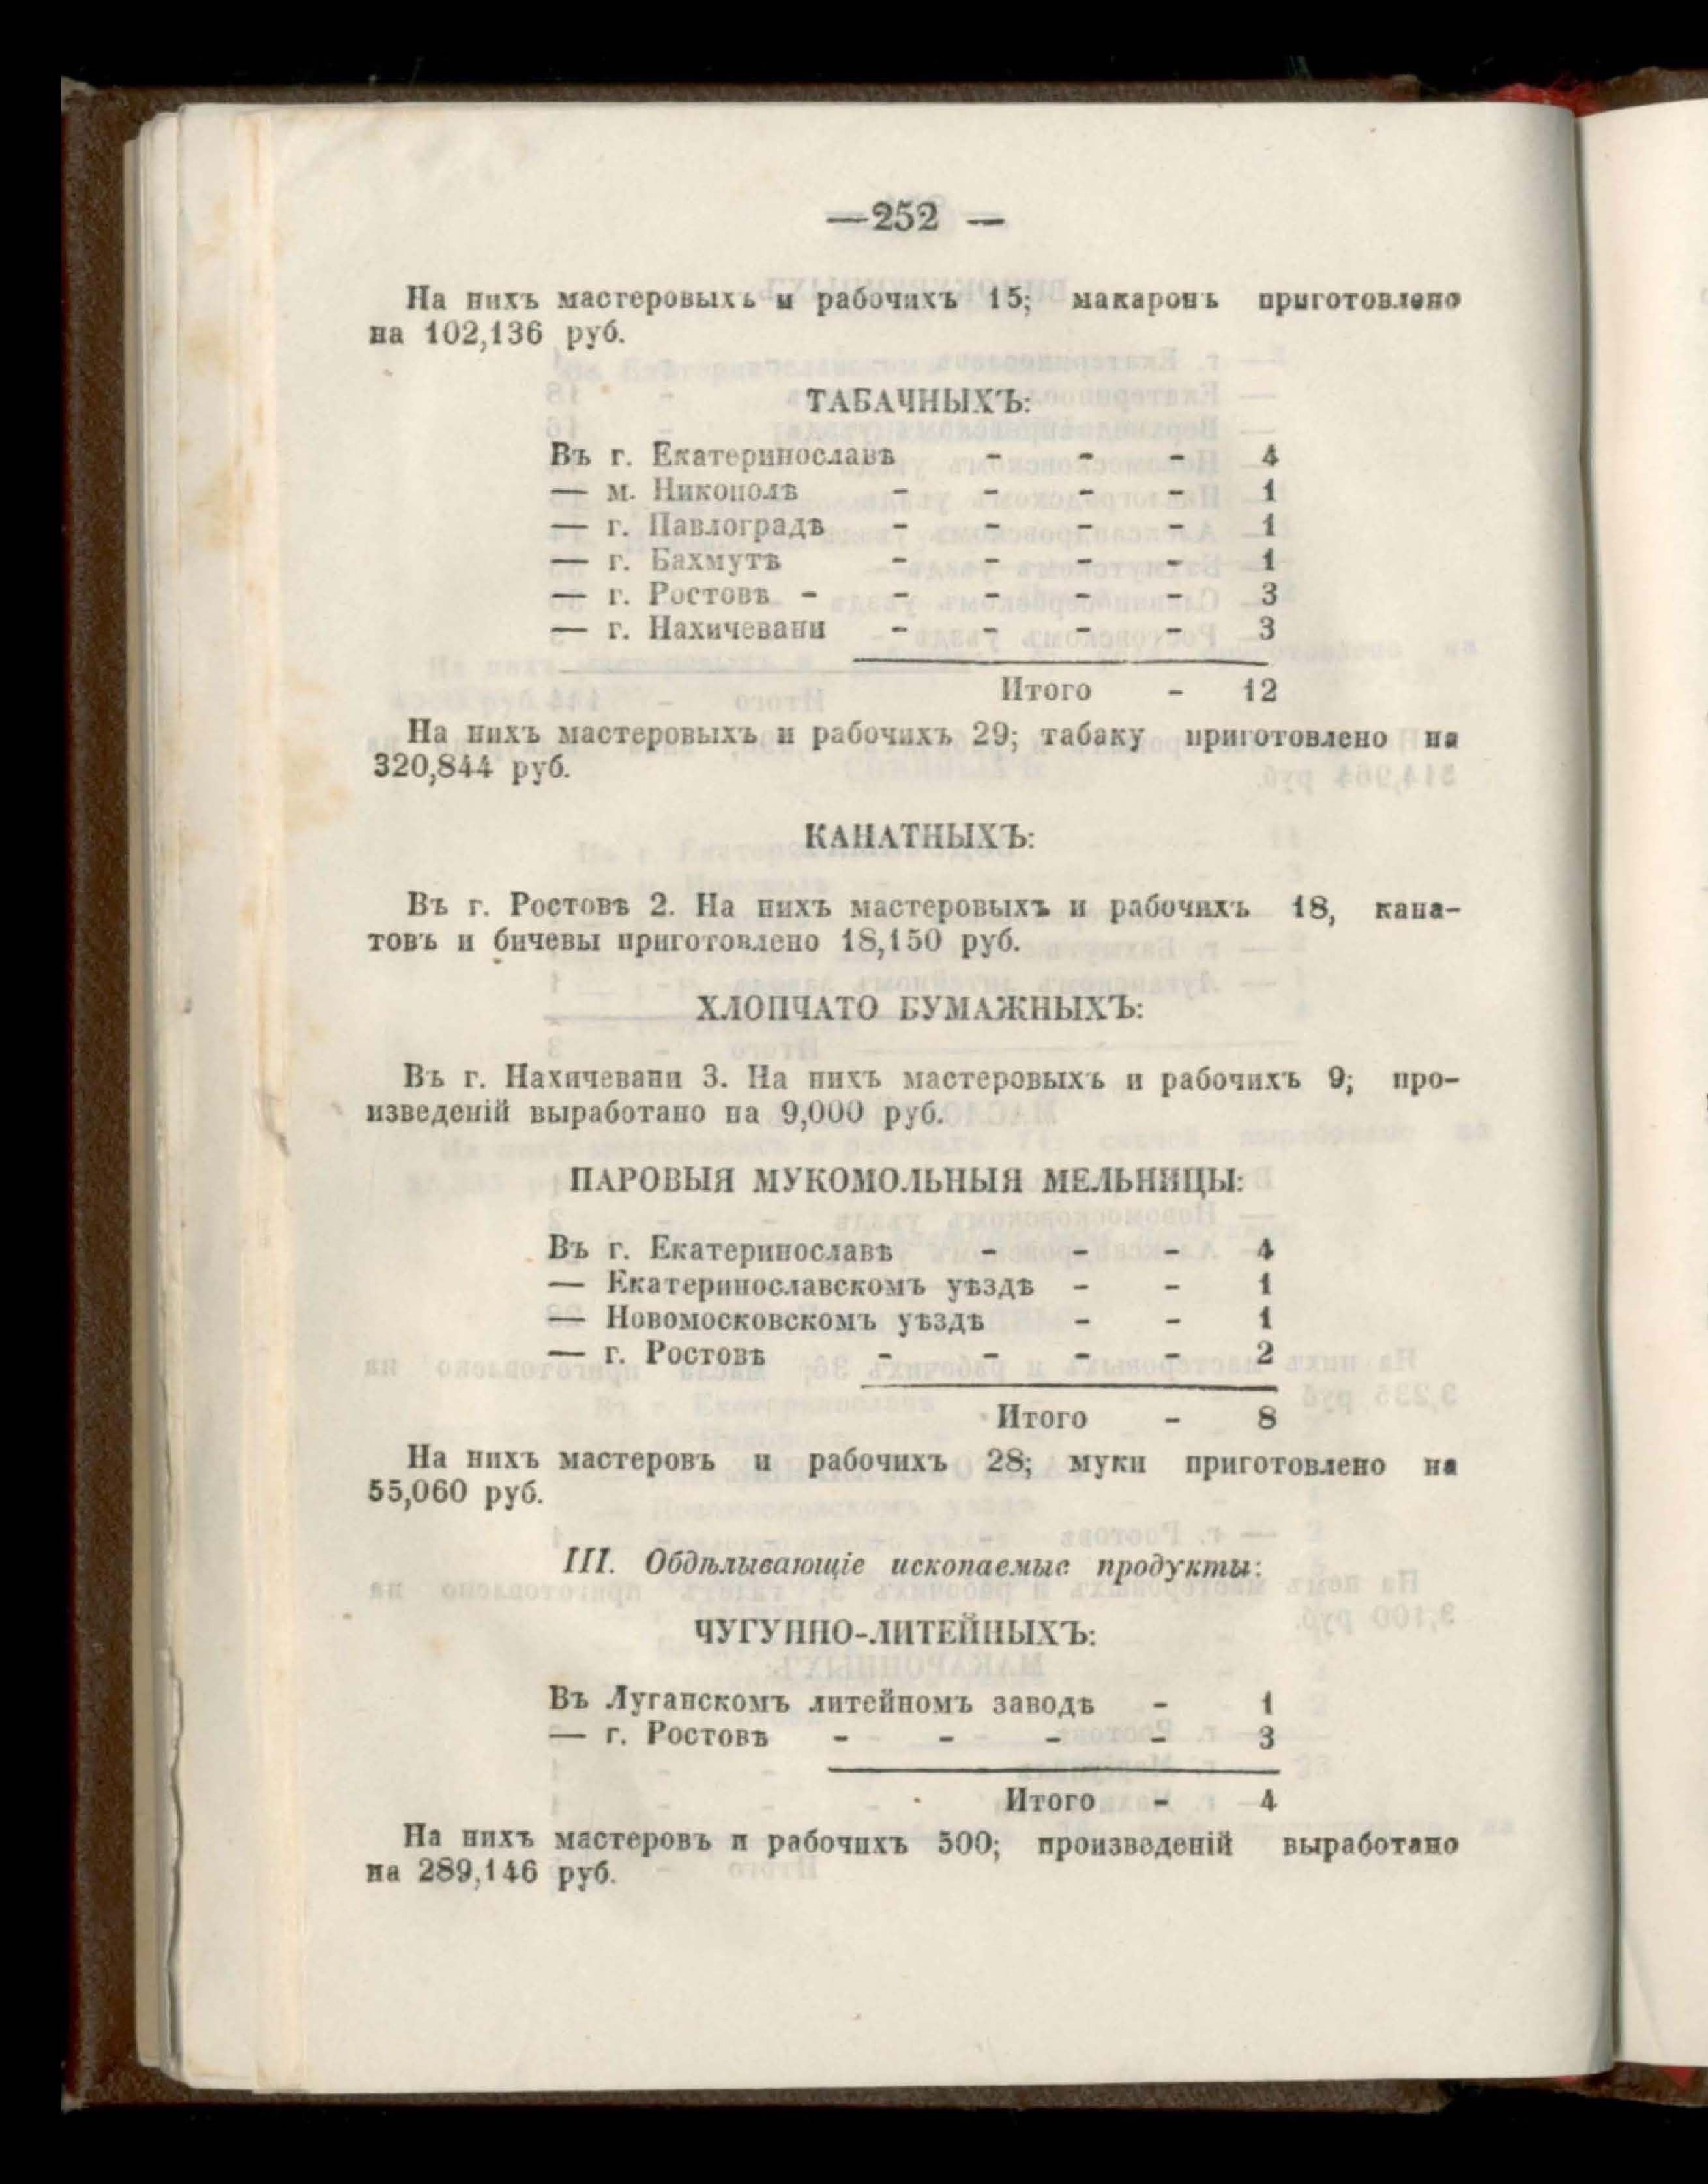 —252 —
На нихъ мастеровыхъ и рабочихъ 15; макаронъ приготовлено
на 102,136 руб.
ТАБАЧНЫХЪ:
Въ г. Екатеринославѣ - - - 4
— м. Никополѣ - - - - 1
— г. Павлоградѣ - - - - 1
— г. Бахмутѣ - - - - 1
— г. Ростовѣ - - - - - 3
— г. Нахичевани - - - - 3
Итого - 12
На нихъ мастеровыхъ и рабочихъ 29; табаку приготовлено на
320,844 руб.
КАНАТНЫХЪ:
Въ г. Ростовѣ 2. На нихъ мастеровыхъ и рабочихъ 18, кана-
товъ и бичевы приготовлено 18,150 руб.
ХЛОПЧАТО БУМАЖНЫХЪ:
Въ г. Нахичевани 3. На нихъ мастеровыхъ и рабочихъ 9; про-
изведеній выработано на 9,000 руб.
ПАРОВЫЯ МУКОМОЛЬНЫЯ МЕЛЬНИЦЫ:
Въ г. Екатеринославѣ - - - 4
— Екатеринославскомъ уѣздѣ - - 1
— Новомосковскомъ уѣздѣ - - 1
— г. Ростовѣ - - - - 2
Итого - 8
На нихъ мастеровъ и рабочихъ 28; муки приготовлено на
55,060 руб.
III. Обдѣлывающіе ископаемые продукты:
ЧУГУННО-ЛИТЕЙНЫХЪ:
Въ Луганскомъ литейномъ заводѣ - 1
— г. Ростовѣ - - - - 3
Итого - 4
На нихъ мастеровъ и рабочихъ 500; произведеній выработано
на 289,146 руб.